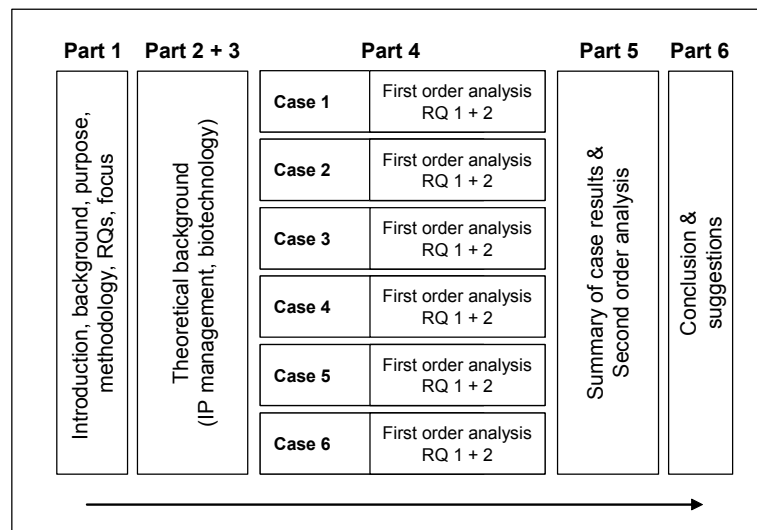 Part 1
Part 2 + 3
Part 4
Part 5
Part 6
Introduction, background, purpose,
methodology, RQs, focus
Theoretical background
(IP management, biotechnology)
Case 1
First order analysis
RQ 1 + 2
Case 2
First order analysis
RQ 1 + 2
Case 3
First order analysis
RQ 1 + 2
Case 4
First order analysis
RQ 1 + 2
Case 5
First order analysis
RQ 1 + 2
Case 6
First order analysis
RQ 1 + 2
Summary of case results &
Second order analysis
Conclusion &
suggestions